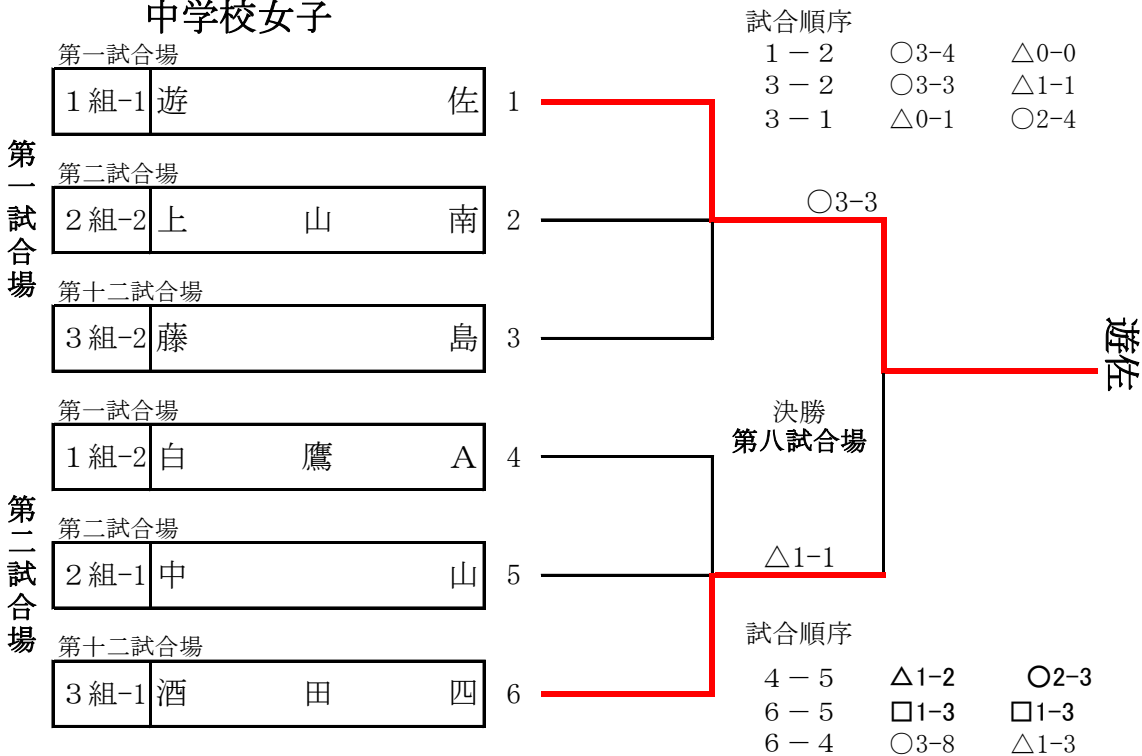 中学校女子
試合順序
１－２ ○3-4 △0-0
３－２ ○3-3 △1-1
３－１ △0-1 ○2-4
第一試合場
第一試合場
１組-1 遊佐 1
第二試合場
２組-2 上山南 2
第十二試合場
３組-2 藤島 3
○3-3
遊佐
決勝
第八試合場
第二試合場
第一試合場
１組-2 白鷹Ａ 4
第二試合場
２組-1 中山 5
第十二試合場
３組-1 酒田四 6
△1-1
試合順序
４－５ △1-2 ○2-3
６－５ □1-3 □1-3
６－４ ○3-8 △1-3